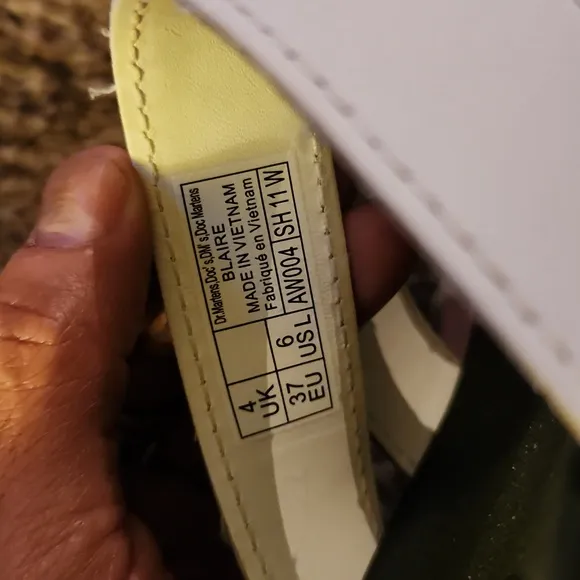 Dr.Martens,Doc's,DM's,Doc Martens
BLAIRE
MADE IN VIETNAM
Fabriqué en Vietnam
AW004 SH 11 W
4 UK
6 US L
37 EU